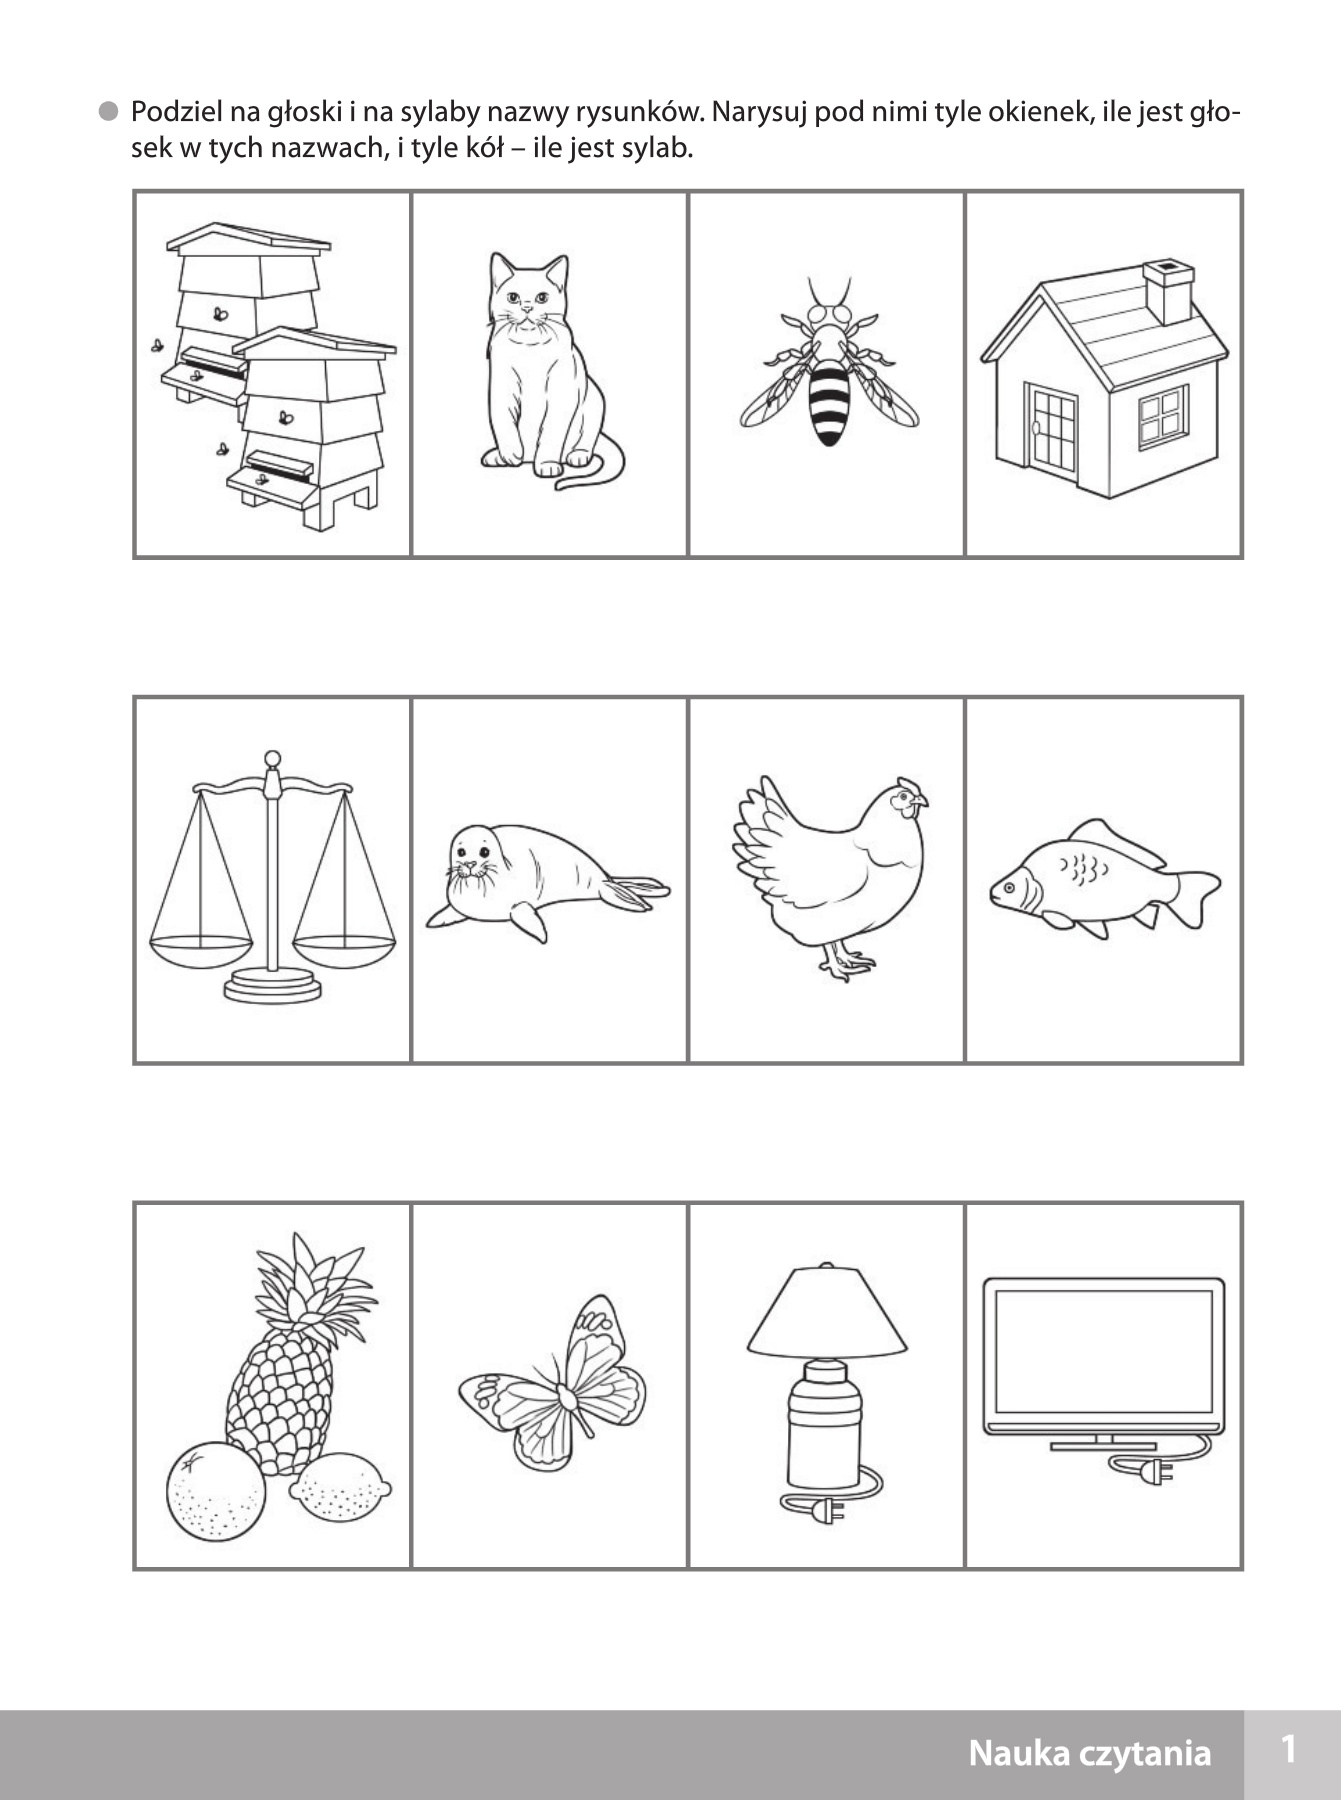 Podziel na głoski i na sylaby nazwy rysunków. Narysuj pod nimi tyle okienek, ile jest gło-
sek w tych nazwach, i tyle kół – ile jest sylab.
Nauka czytania 1